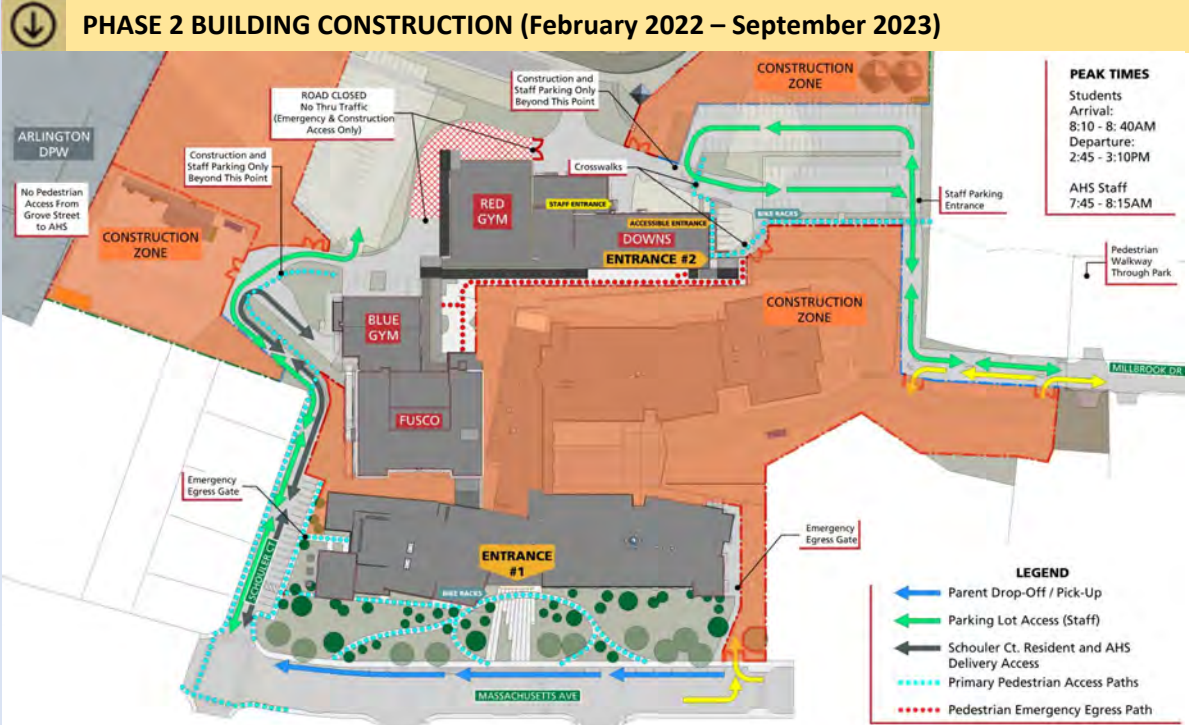 PHASE 2 BUILDING CONSTRUCTION (February 2022 – September 2023)
CONSTRUCTION
ZONE
PEAK TIMES
Students
Arrival:
8:10 - 8: 40AM
Departure:
2:45 - 3:10PM
AHS Staff
7:45 - 8:15AM
Construction and
Staff Parking Only
Beyond This Point
ROAD CLOSED
No Thru Traffic
(Emergency & Construction
Access Only)
ARLINGTON
DPW
Construction and
Staff Parking Only
Beyond This Point
Crosswalks
No Pedestrian
Access From
Grove Street
to AHS
RED
GYM
STAFF ENTRANCE
Staff Parking
Entrance
BIKE RACKS
ACCESSIBLE ENTRANCE
DOWNS
ENTRANCE #2
CONSTRUCTION
ZONE
Pedestrian
Walkway
Through Park
CONSTRUCTION
ZONE
BLUE
GYM
MILLBROOK DR
FUSCO
Emergency
Egress Gate
Emergency
Egress Gate
ENTRANCE
#1
SCHOULER CT
BIKE RACKS
MASSACHUSETTS AVE
LEGEND
Parent Drop-Off / Pick-Up
Parking Lot Access (Staff)
Schouler Ct. Resident and AHS
Delivery Access
Primary Pedestrian Access Paths
Pedestrian Emergency Egress Path